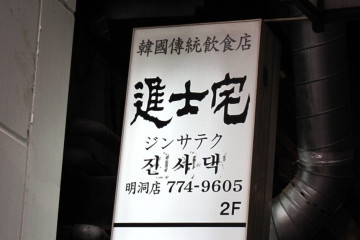 韓國傳統飮食店
進士宅
ジンサテク
진사댁
明洞店 774-9605
2F